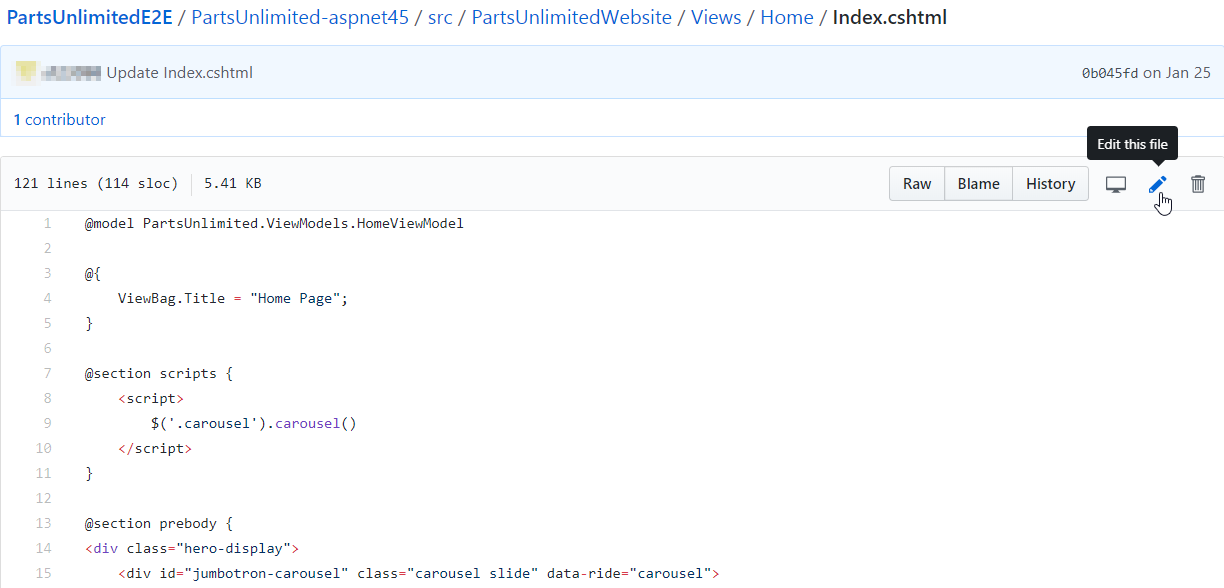 PartsUnlimitedE2E / PartsUnlimited-aspnet45 / src / PartsUnlimitedWebsite / Views / Home / Index.cshtml
Update Index.cshtml 0b045fd on Jan 25
1 contributor
Edit this file
121 lines (114 sloc) 5.41 KB Raw Blame History
1 @model PartsUnlimited.ViewModels.HomeViewModel
2
3 @{
4     ViewBag.Title = "Home Page";
5 }
6
7 @section scripts {
8     <script>
9         $('.carousel').carousel()
10     </script>
11 }
12
13 @section prebody {
14 <div class="hero-display">
15     <div id="jumbotron-carousel" class="carousel slide" data-ride="carousel">